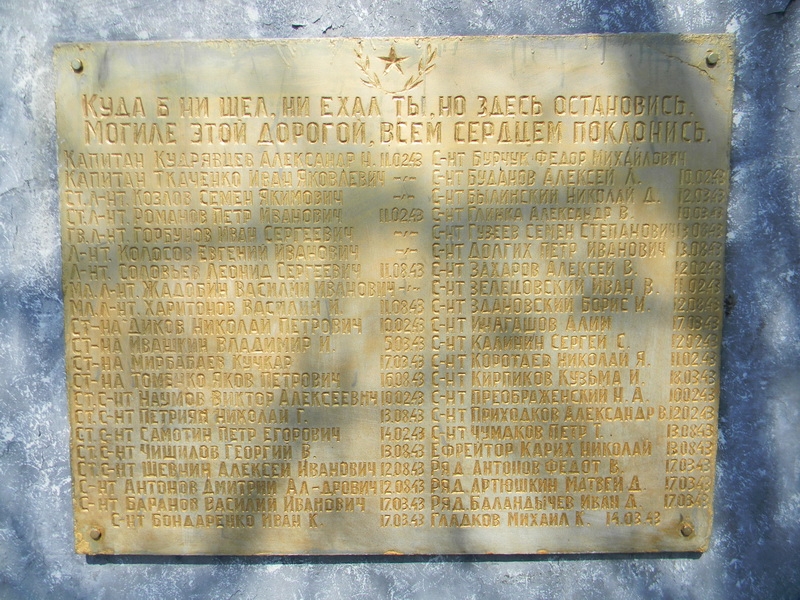 КУДА Б НИ ШЕЛ, НИ ЕХАЛ ТЫ, НО ЗДЕСЬ ОСТАНОВИСЬ.
МОГИЛЕ ЭТОЙ ДОРОГОЙ, ВСЕМ СЕРДЦЕМ ПОКЛОНИСЬ.
КАПИТАН КУДРЯВЦЕВ АЛЕКСАНДР Н. 11.02.43
КАПИТАН ТКАЧЕНКО ИВАН ЯКОВЛЕВИЧ -〃-
СТ. Л-НТ. КОЗЛОВ СЕМЕН ЯКИМОВИЧ -〃-
СТ. Л-НТ. РОМАНОВ ПЕТР ИВАНОВИЧ 11.02.43
ГВ. Л-НТ. ГОРБУНОВ ИВАН СЕРГЕЕВИЧ -〃-
Л-НТ. КОЛОСОВ ЕВГЕНИЙ ИВАНОВИЧ -〃-
Л-НТ. СОЛОВЬЕВ ЛЕОНИД СЕРГЕЕВИЧ 11.08.43
МЛ. Л-НТ. ЖАДОБИН ВАСИЛИЙ ИВАНОВИЧ -〃-
МЛ. Л-НТ. ХАРИТОНОВ ВАСИЛИЙ И. 11.08.43
СТ-НА ДИКОВ НИКОЛАЙ ПЕТРОВИЧ 10.02.43
СТ-НА ИВАШКИН ВЛАДИМИР И. 5.03.43
СТ-НА МИРБАБАЕВ КУЧКАР 17.03.43
СТ-НА ТОМЕНКО ЯКОВ ПЕТРОВИЧ 16.08.43
СТ. С-НТ НАУМОВ ВИКТОР АЛЕКСЕЕВИЧ 10.02.43
СТ. С-НТ ПЕТРИЯН НИКОЛАЙ Г. 13.08.43
СТ. С-НТ САМОТИН ПЕТР ЕГОРОВИЧ 14.02.43
СТ. С-НТ ЧИЩИЛОВ ГЕОРГИЙ В. 13.08.43
СТ. С-НТ ШЕВЧИН АЛЕКСЕЙ ИВАНОВИЧ 12.08.43
С-НТ АНТОНОВ ДМИТРИЙ АЛ-ДРОВИЧ 12.08.43
С-НТ БАРАНОВ ВАСИЛИЙ ИВАНОВИЧ 17.03.43
С-НТ БОНДАРЕНКО ИВАН К. 17.03.43
С-НТ БУРЧУК ФЕДОР МИХАЙЛОВИЧ
С-НТ БУДАНОВ АЛЕКСЕЙ Л. 10.02.43
С-НТ БЫЛИНСКИЙ НИКОЛАЙ Д. 12.03.43
С-НТ ГЛИНКА АЛЕКСАНДР В. 19.03.43
С-НТ ГУЗЕЕВ СЕМЕН СТЕПАНОВИЧ 13.08.43
С-НТ ДОЛГИХ ПЕТР ИВАНОВИЧ 13.08.43
С-НТ ЗАХАРОВ АЛЕКСЕЙ В. 12.02.43
С-НТ ЗЕЛЕЩОВСКИЙ ИВАН В. 11.02.43
С-НТ ЗДАНОВСКИЙ БОРИС И. 12.08.43
С-НТ АЛИМ 17.03.43
С-НТ КАЛИНИН СЕРГЕЙ С. 12.02.43
С-НТ КОРОТАЕВ НИКОЛАЙ Я. 11.02.43
С-НТ КИРПИКОВ КУЗЬМА И. 18.03.43
С-НТ ПРЕОБРАЖЕНСКИЙ Н. А. 10.02.43
С-НТ ПРИХОДКОВ АЛЕКСАНДР В. 12.02.43
С-НТ ЧУМАКОВ ПЕТР Т. 13.08.43
ЕФРЕЙТОР КАРИХ НИКОЛАЙ 13.08.43
РЯД. АНТОНОВ ФЕДОТ В. 17.03.43
РЯД. АРТЮШКИН МАТВЕЙ Д. 17.03.43
РЯД. БАЛАНДЫЧЕВ ИВАН Д. 17.03.43
ГЛАДКОВ МИХАИЛ К. 14.03.43